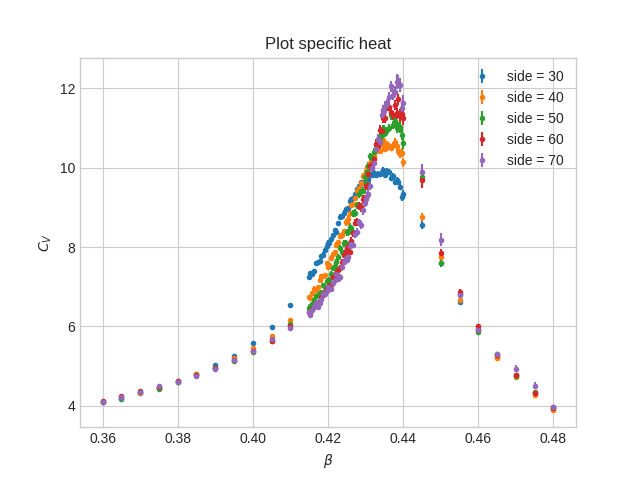 Plot specific heat
side = 30
side = 40
side = 50
side = 60
side = 70
12
10
8
6
4
C_V
0.36
0.38
0.40
0.42
0.44
0.46
0.48
β